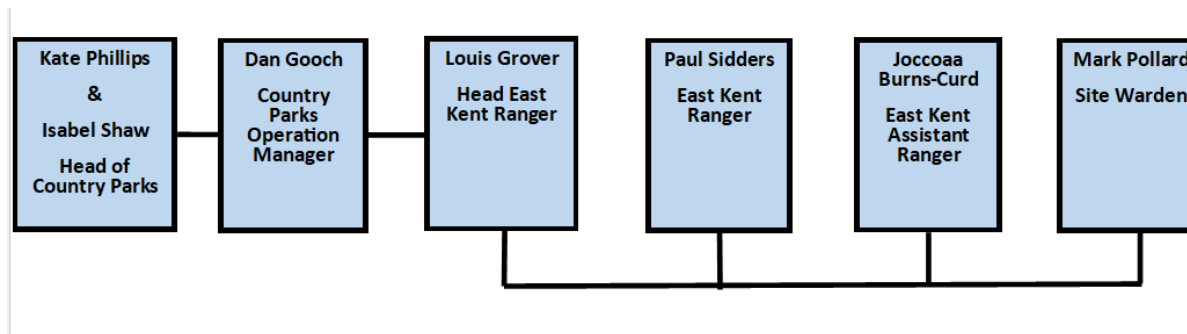 Kate Phillips
&
Isabel Shaw
Head of
Country Parks
Dan Gooch
Country
Parks
Operation
Manager
Louis Grover
Head East
Kent Ranger
Paul Sidders
East Kent
Ranger
Joccoaa
Burns-Curd
East Kent
Assistant
Ranger
Mark Pollard
Site Warden